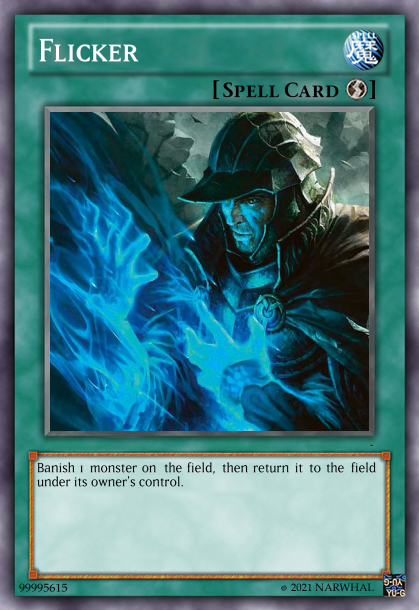 Flicker
魔
[Spell Card]
Banish 1 monster on the field, then return it to the field
under its owner's control.
99995615
© 2021 NARWHAL